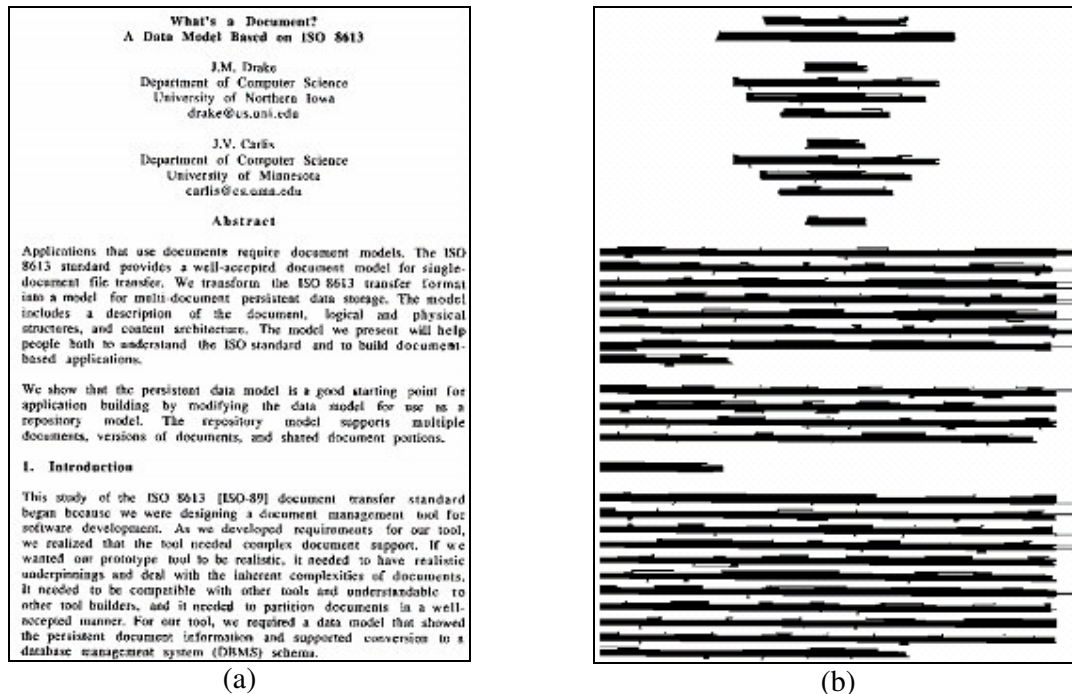 What's a Document?
A Data Model Based on ISO 8613
J.M. Drake
Department of Computer Science
University of Northern Iowa
drake@cs.uni.edu
J.V. Carlis
Department of Computer Science
University of Minnesota
carlis@cs.umn.edu
Abstract
Applications that use documents require document models. The ISO
8613 standard provides a well-accepted document model for single-
document file transfer. We transform the ISO 8613 transfer format
into a model for multi-document persistent data storage. The model
includes a description of the document, logical and physical
structures, and content architecture. The model we present will help
people both to understand the ISO standard and to build document-
based applications.
We show that the persistent data model is a good starting point for
application building by modifying the data model for use as a
repository model. The repository model supports multiple
documents, versions of documents, and shared document portions.
1. Introduction
This study of the ISO 8613 [ISO-89] document transfer standard
began because we were designing a document management tool for
software development. As we developed requirements for our tool,
we realized that the tool needed complex document support. If we
wanted our prototype tool to be realistic, it needed to have realistic
underpinnings and deal with the inherent complexities of documents.
It needed to be compatible with other tools and understandable to
other tool builders, and it needed to partition documents in a well-
accepted manner. For our tool, we required a data model that showed
the persistent document information and supported conversion to a
database management system (DBMS) schema.
(a)
(b)